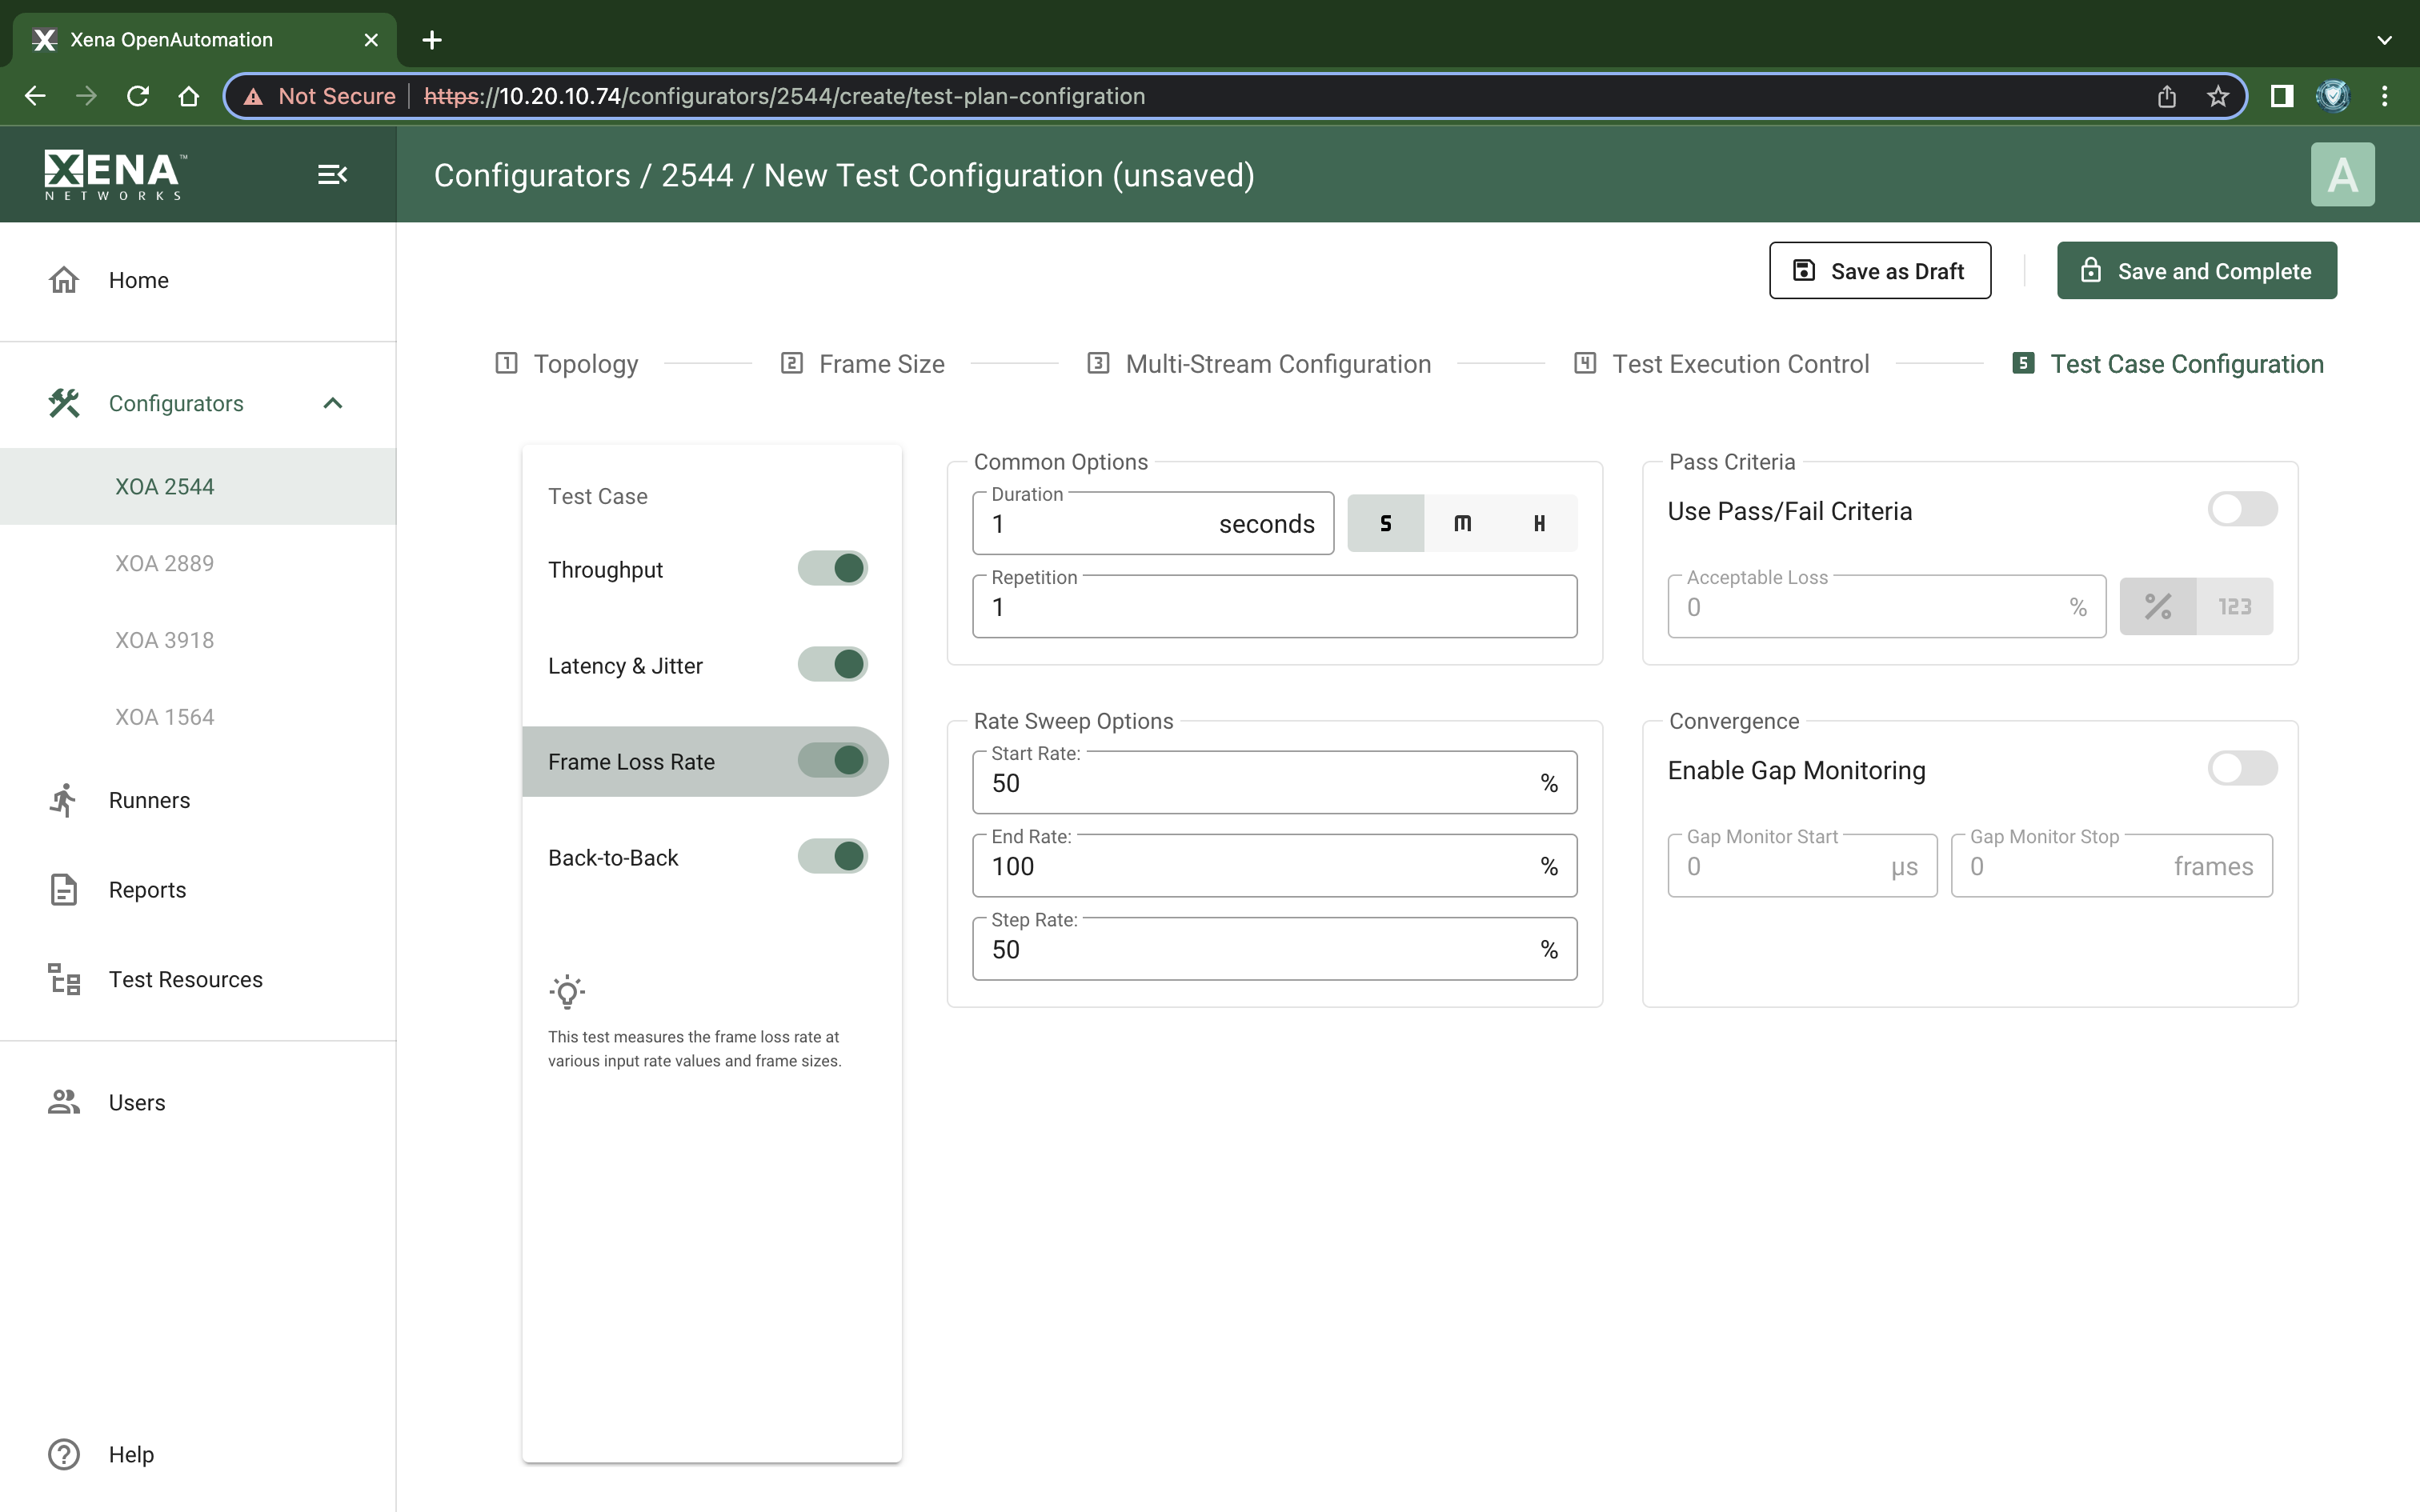 Xena OpenAutomation
Not Secure https://10.20.10.74/configurators/2544/create/test-plan-configration
XENA™
NETWORKS
Configurators / 2544 / New Test Configuration (unsaved)
A
Home
Configurators
XOA 2544
XOA 2889
XOA 3918
XOA 1564
Runners
Reports
Test Resources
Users
Help
Save as Draft
Save and Complete
1 Topology
2 Frame Size
3 Multi-Stream Configuration
4 Test Execution Control
5 Test Case Configuration
Test Case
Throughput
Latency & Jitter
Frame Loss Rate
Back-to-Back
This test measures the frame loss rate at
various input rate values and frame sizes.
Common Options
Duration
1 seconds
S M H
Repetition
1
Rate Sweep Options
Start Rate:
50 %
End Rate:
100 %
Step Rate:
50 %
Pass Criteria
Use Pass/Fail Criteria
Acceptable Loss
0 %
% 123
Convergence
Enable Gap Monitoring
Gap Monitor Start
0 µs
Gap Monitor Stop
0 frames